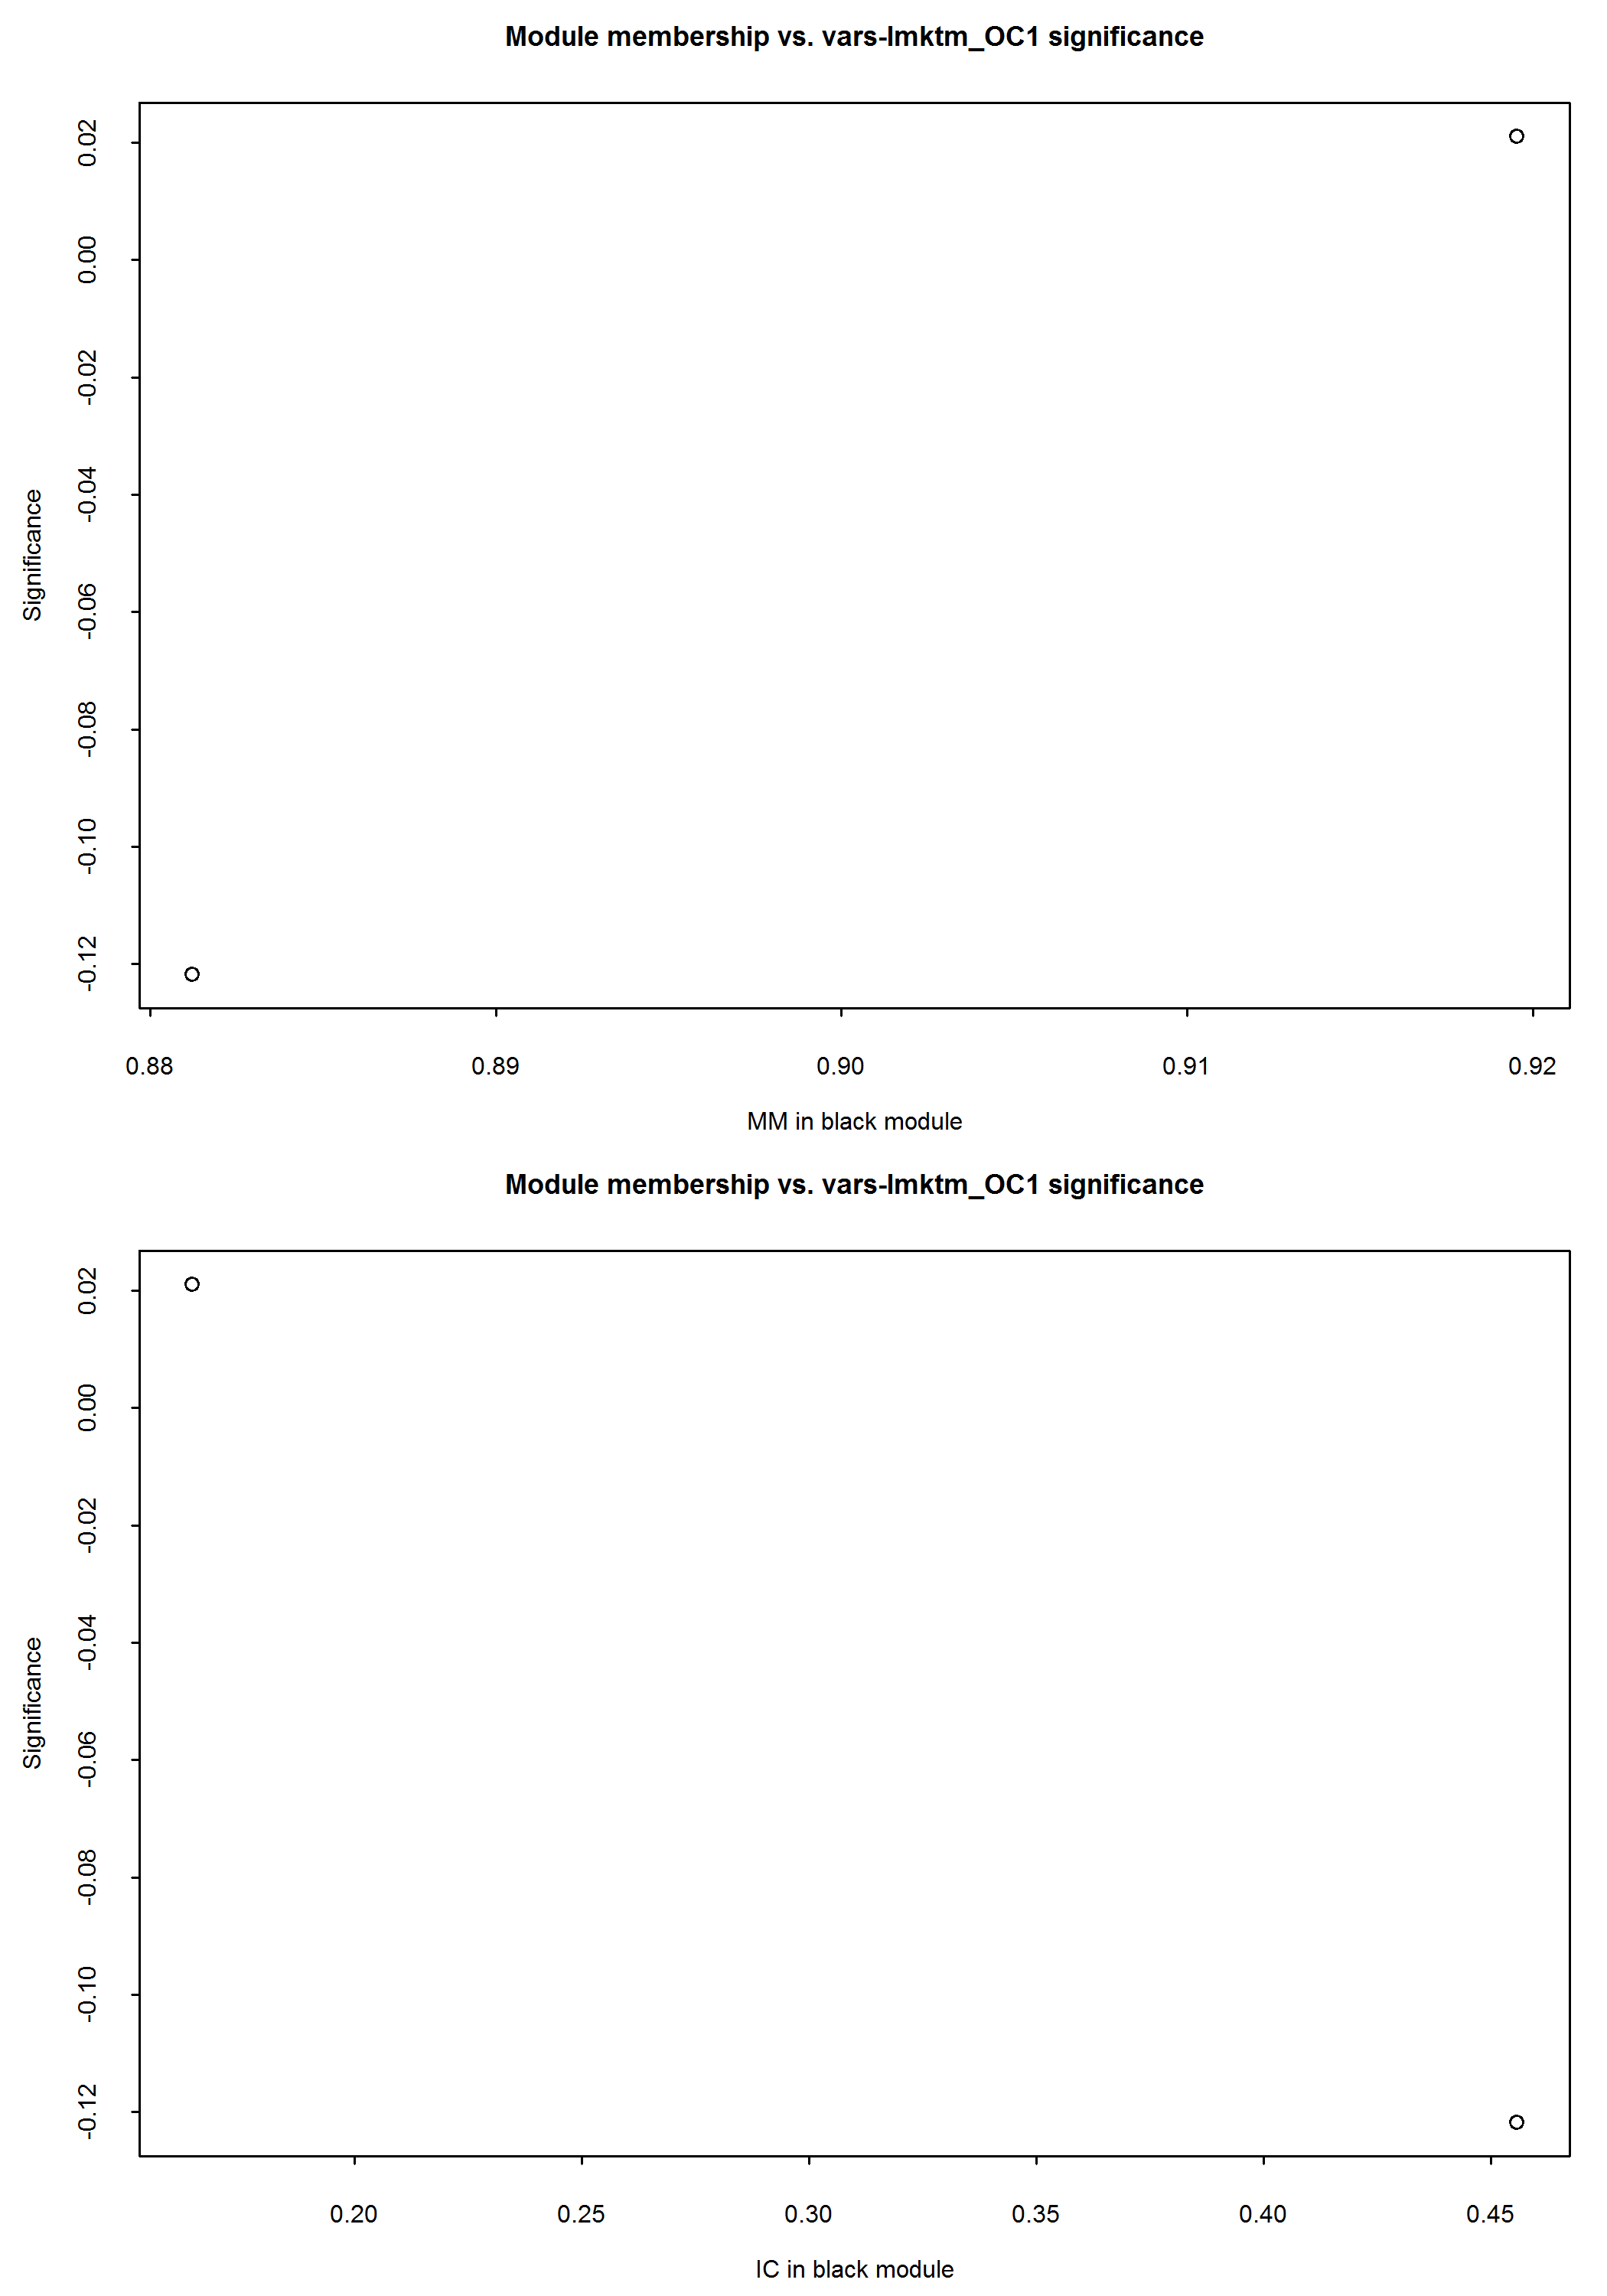 Module membership vs. vars-lmktm_OC1 significance
0.02
0.00
-0.02
-0.04
-0.06
-0.08
-0.10
-0.12
Significance
0.88 0.89 0.90 0.91 0.92
MM in black module
Module membership vs. vars-lmktm_OC1 significance
0.02
0.00
-0.02
-0.04
-0.06
-0.08
-0.10
-0.12
Significance
0.20 0.25 0.30 0.35 0.40 0.45
IC in black module